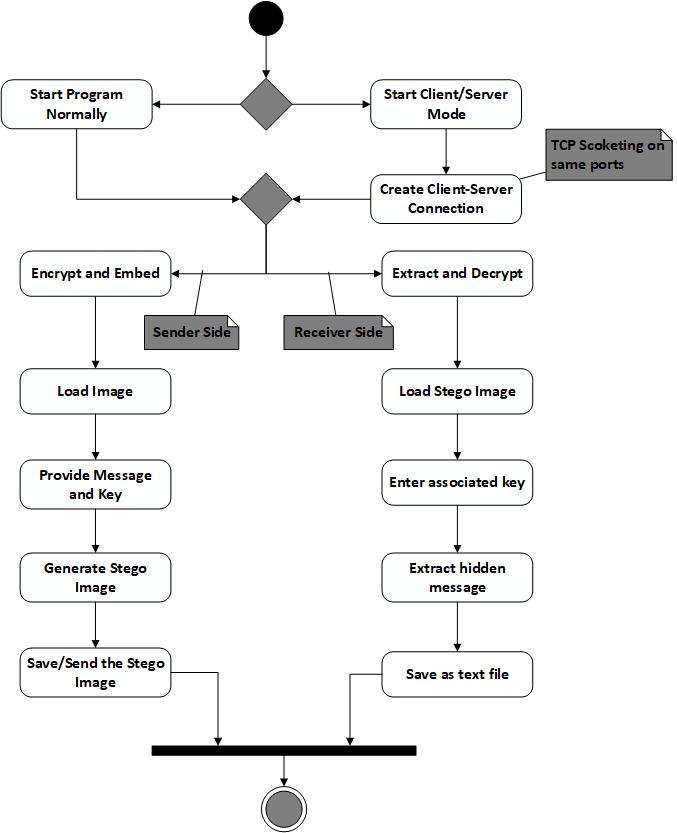 Start Program
Normally
Start Client/Server
Mode
TCP Scoketing on
same ports
Create Client-Server
Connection
Encrypt and Embed
Extract and Decrypt
Sender Side
Receiver Side
Load Image
Load Stego Image
Provide Message
and Key
Enter associated key
Generate Stego
Image
Extract hidden
message
Save/Send the Stego
Image
Save as text file